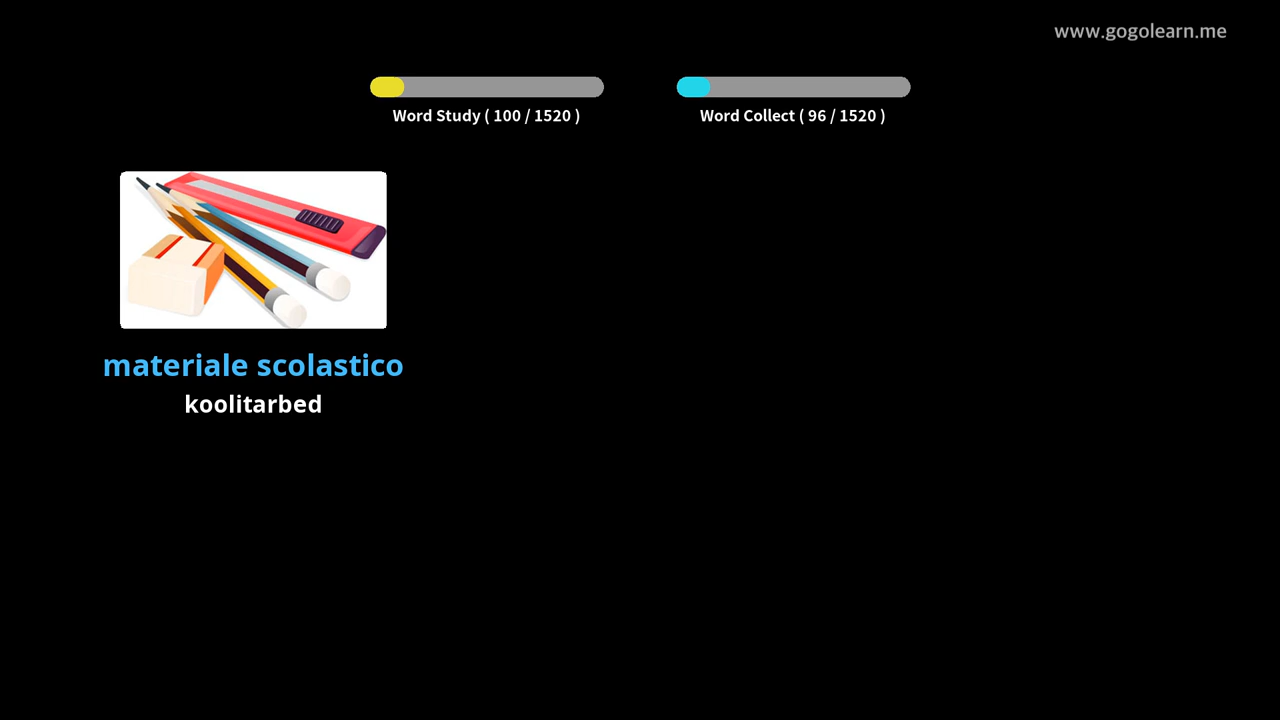 www.gogolearn.me
Word Study ( 100 / 1520 )
Word Collect ( 96 / 1520 )
materiale scolastico
koolitarbed